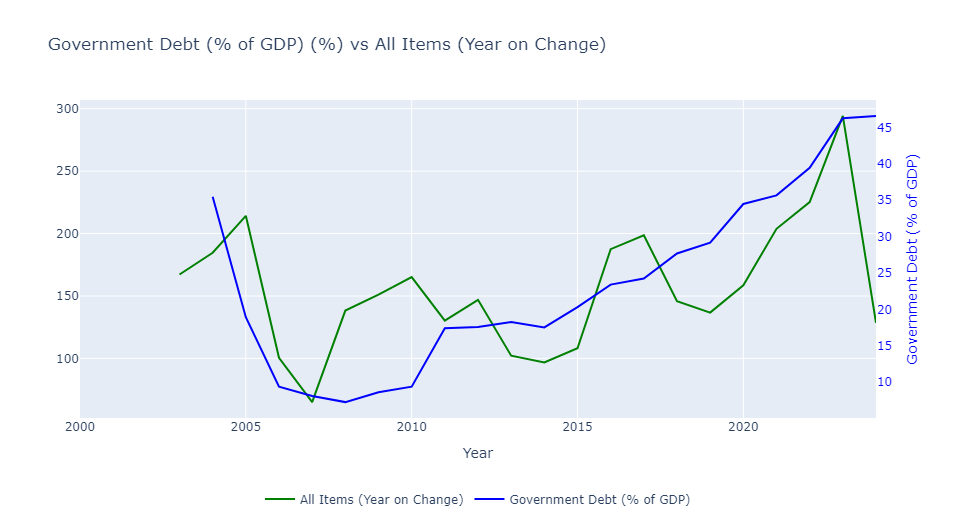 Government Debt (% of GDP) (%) vs All Items (Year on Change)
300
250
200
150
100
45
40
35
30
25
20
15
10
Government Debt (% of GDP)
2000 2005 2010 2015 2020
Year
All Items (Year on Change) Government Debt (% of GDP)